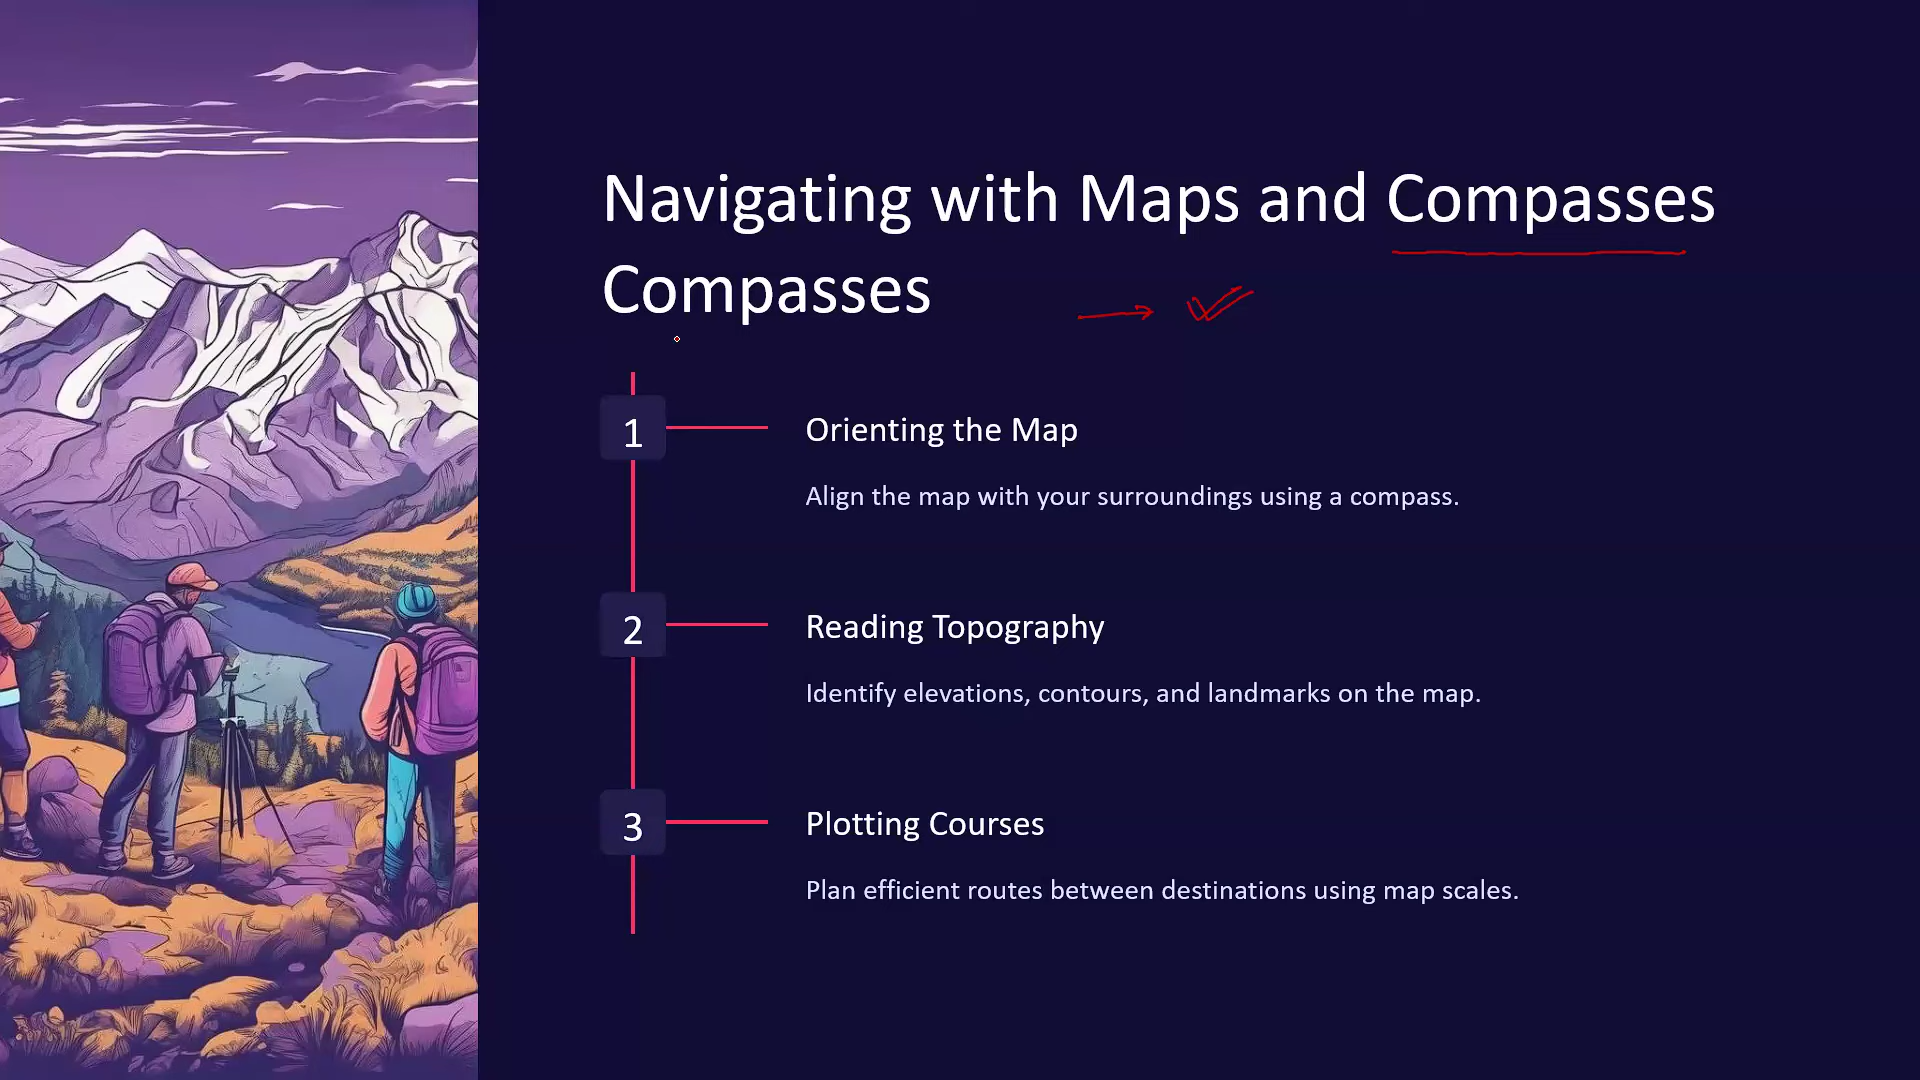 Navigating with Maps and Compasses
Compasses
1
Orienting the Map
Align the map with your surroundings using a compass.
2
Reading Topography
Identify elevations, contours, and landmarks on the map.
3
Plotting Courses
Plan efficient routes between destinations using map scales.